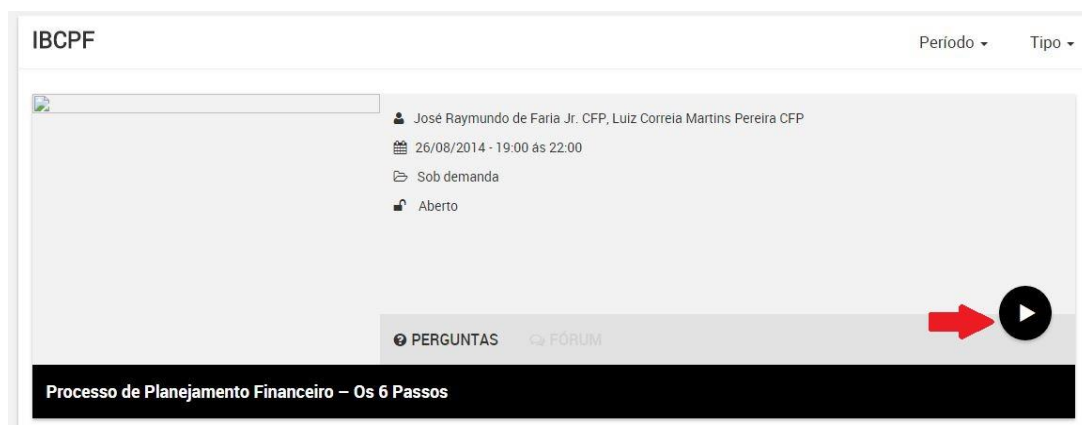 IBCPF
Período
Tipo
José Raymundo de Faria Jr. CFP, Luiz Correia Martins Pereira CFP
26/08/2014 - 19:00 ás 22:00
Sob demanda
Aberto
PERGUNTAS
FÓRUM
Processo de Planejamento Financeiro – Os 6 Passos